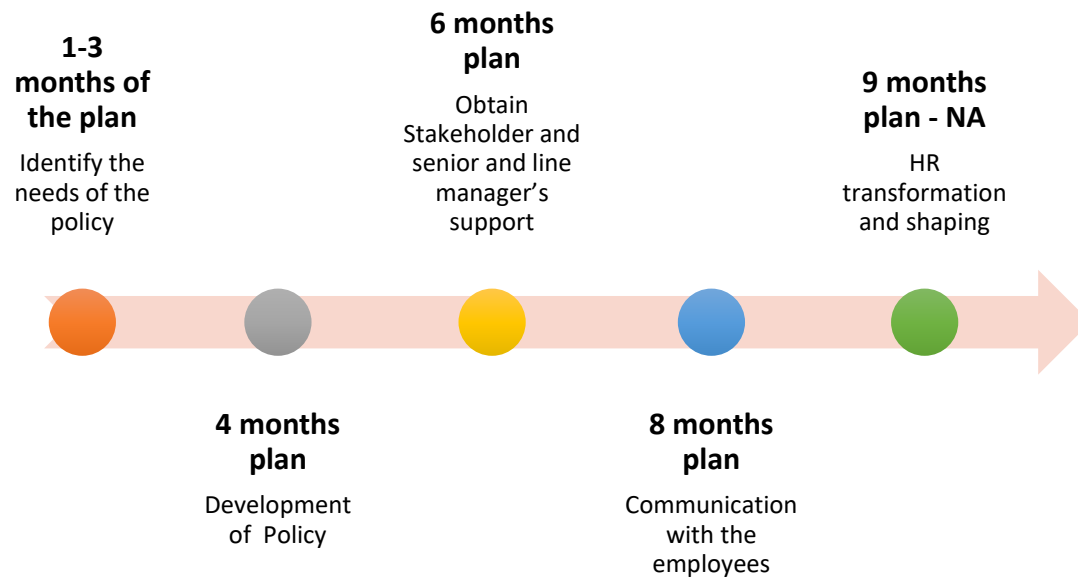 1-3
months of
the plan
Identify the
needs of the
policy
4 months
plan
Development
of Policy
6 months
plan
Obtain
Stakeholder and
senior and line
manager’s
support
8 months
plan
Communication
with the
employees
9 months
plan - NA
HR
transformation
and shaping